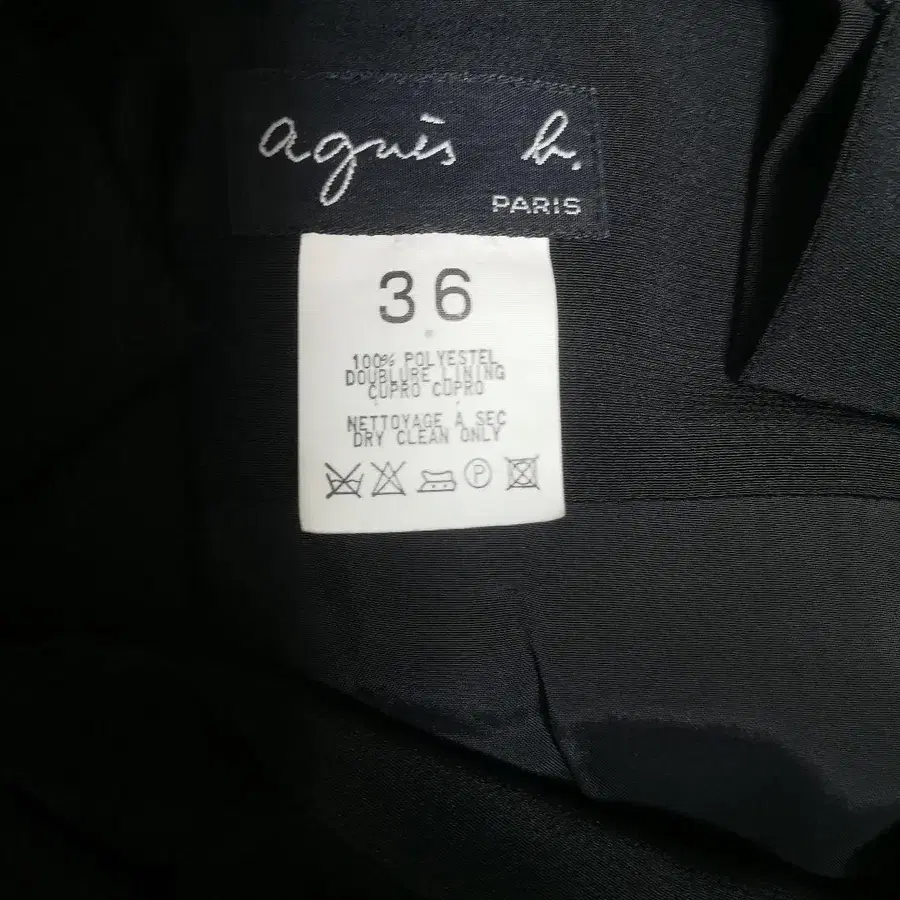 agnès b.
PARIS
36
100% POLYESTEL
DOUBLURE LINING
CUPRO CUPRO
NETTOYAGE À SEC
DRY CLEAN ONLY
P